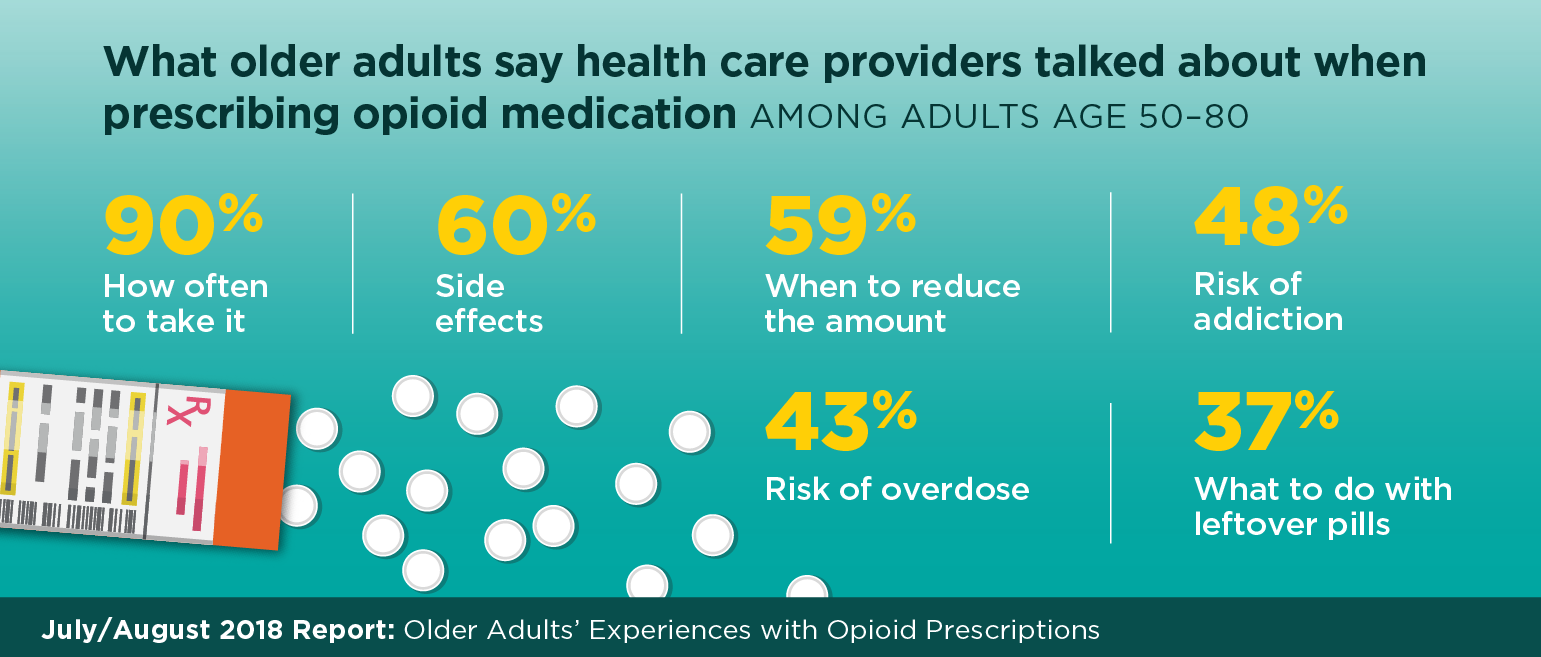 What older adults say health care providers talked about when
prescribing opioid medication AMONG ADULTS AGE 50–80
90%
How often
to take it
60%
Side
effects
59%
When to reduce
the amount
48%
Risk of
addiction
Rx
43%
Risk of overdose
37%
What to do with
leftover pills
July/August 2018 Report: Older Adults’ Experiences with Opioid Prescriptions